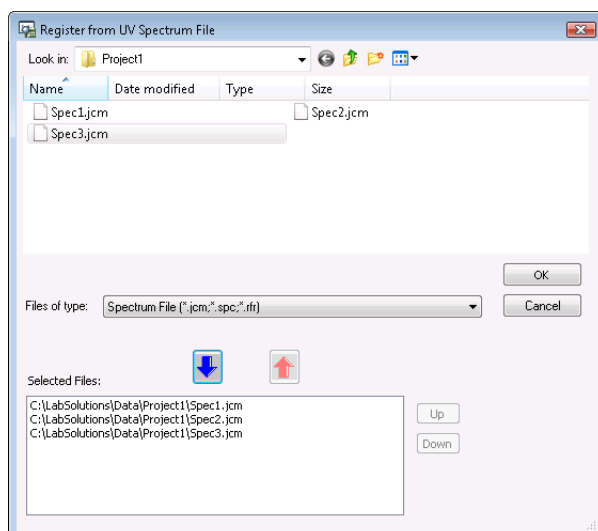 Register from UV Spectrum File
Look in: Project1
Name Date modified Type Size
Spec1.jcm Spec2.jcm
Spec3.jcm
OK
Files of type: Spectrum File (*.jcm;*.spc;*.rfr)
Cancel
Selected Files:
C:\LabSolutions\Data\Project1\Spec1.jcm
C:\LabSolutions\Data\Project1\Spec2.jcm
C:\LabSolutions\Data\Project1\Spec3.jcm
Up
Down